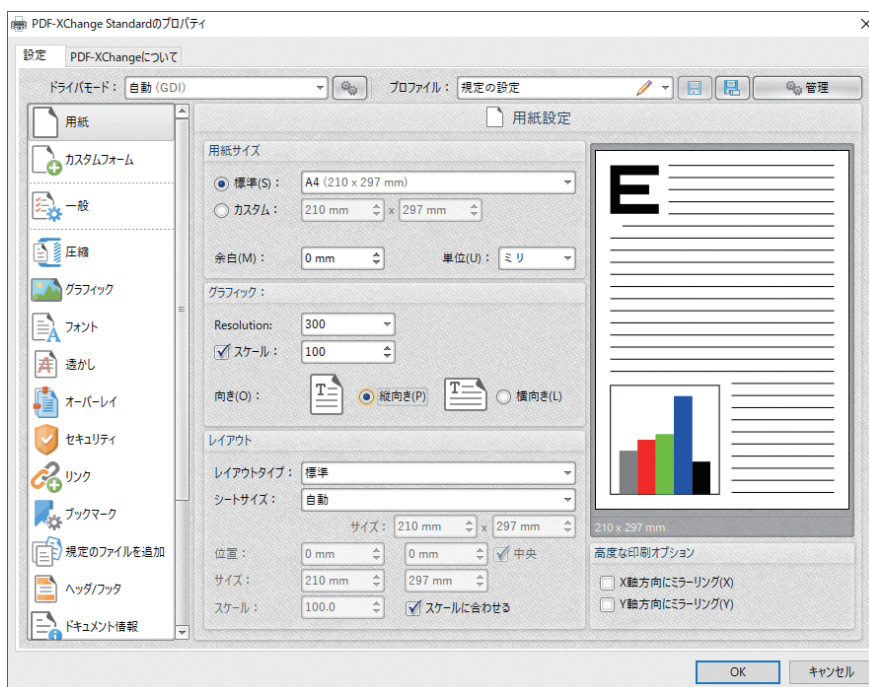 PDF-XChange Standardのプロパティ
設定 PDF-XChangeについて
ドライバモード： 自動 (GDI) プロファイル： 規定の設定 管理
用紙
カスタムフォーム
一般
圧縮
グラフィック
フォント
透かし
オーバーレイ
セキュリティ
リンク
ブックマーク
規定のファイルを追加
ヘッダ/フッタ
ドキュメント情報
用紙設定
用紙サイズ
標準(S)： A4 (210 x 297 mm)
カスタム： 210 mm x 297 mm
余白(M)： 0 mm 単位(U)： ミリ
グラフィック：
Resolution: 300
スケール： 100
向き(O)： T 縦向き(P) T 横向き(L)
レイアウト
レイアウトタイプ： 標準
シートサイズ： 自動
サイズ： 210 mm x 297 mm
位置： 0 mm 0 mm 中央
サイズ： 210 mm 297 mm
スケール： 100.0 スケールに合わせる
E
210 x 297 mm
高度な印刷オプション
X軸方向にミラーリング(X)
Y軸方向にミラーリング(Y)
OK キャンセル